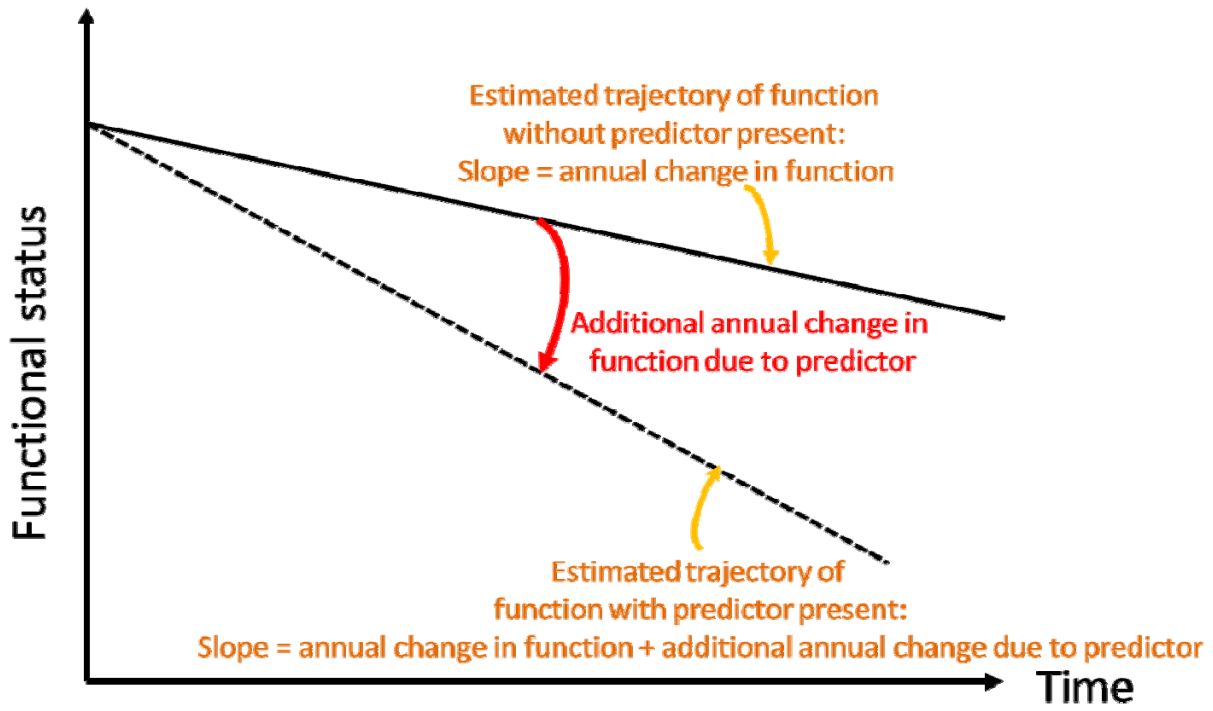 Estimated trajectory of function
without predictor present:
Slope = annual change in function
Functional status
Additional annual change in
function due to predictor
Estimated trajectory of
function with predictor present:
Slope = annual change in function + additional annual change due to predictor
Time